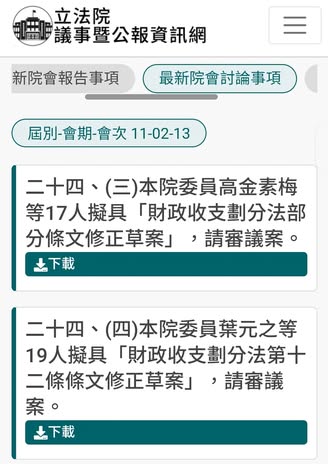 立法院
議事暨公報資訊網
新院會報告事項
最新院會討論事項
屆別-會期-會次 11-02-13
二十四、(三)本院委員高金素梅
等17人擬具「財政收支劃分法部
分條文修正草案」，請審議案。
下載
二十四、(四)本院委員葉元之等
19人擬具「財政收支劃分法第十
二條條文修正草案」，請審議
案。
下載